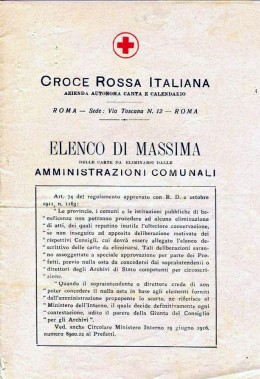 CROCE ROSSA ITALIANA
AZIENDA AUTONOMA CARTA E CALENDARIO
ROMA — Sede: Via Toscana N. 12 — ROMA
ELENCO DI MASSIMA
DELLE CARTE DA ELIMINARSI DALLE
AMMINISTRAZIONI COMUNALI
Art. 74 del regolamento approvato con R. D. 2 ottobre
1911, n. 1163:
" Le provincie, i comuni e le istituzioni pubbliche di be-
" neficenza non potranno procedere ad alcuna eliminazione
" di atti, dei quali reputino inutile l'ulteriore conservazione,
" se non in seguito ad apposita deliberazione motivata dei
" rispettivi Consigli, cui dovrà essere allegato l'elenco de-
" scrittivo delle carte da eliminarsi. Tali deliberazioni saran-
" no assoggettate a speciale approvazione per parte dei Pre-
" fetti, previo nulla osta da concedersi dai sopraintendenti o
" direttori degli Archivi di Stato competenti per circoscri-
" zione.
" Quando il sopraintendente o direttore creda di non
" poter concedere il nulla osta in base agli elementi forniti
" dall'amministrazione proponente lo scarto, ne riferisce al
" Ministero dell'Interno, il quale decide definitivamente ogni
" contestazione, udito il parere della Giunta del Consiglio
" per gli Archivi ".
Ved. anche Circolare Ministero Interno 19 giugno 1916,
numero 8900.22 ai Prefetti.